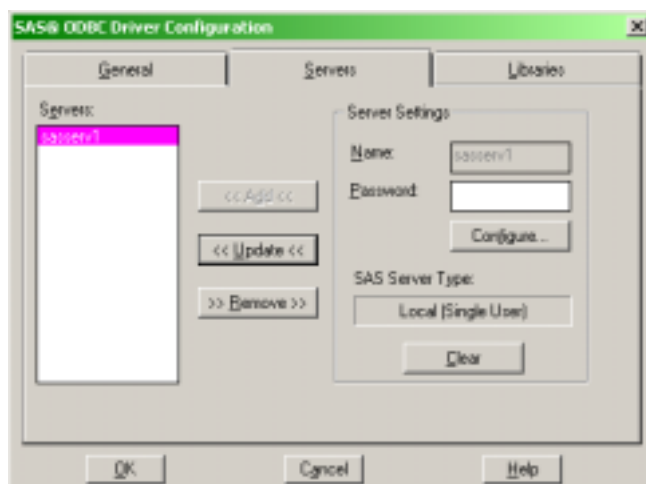 SAS® ODBC Driver Configuration
General
Servers
Libraries
Servers:
sasserv1
<< Add <<
<< Update <<
>> Remove >>
Server Settings
Name:
sasserv1
Password:
Configure...
SAS Server Type:
Local (Single User)
Clear
OK
Cancel
Help